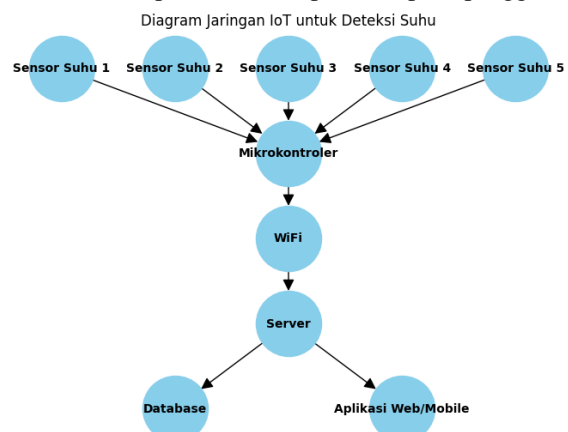 Diagram Jaringan IoT untuk Deteksi Suhu
Sensor Suhu 1 Sensor Suhu 2 Sensor Suhu 3 Sensor Suhu 4 Sensor Suhu 5
Mikrokontroler
WiFi
Server
Database Aplikasi Web/Mobile